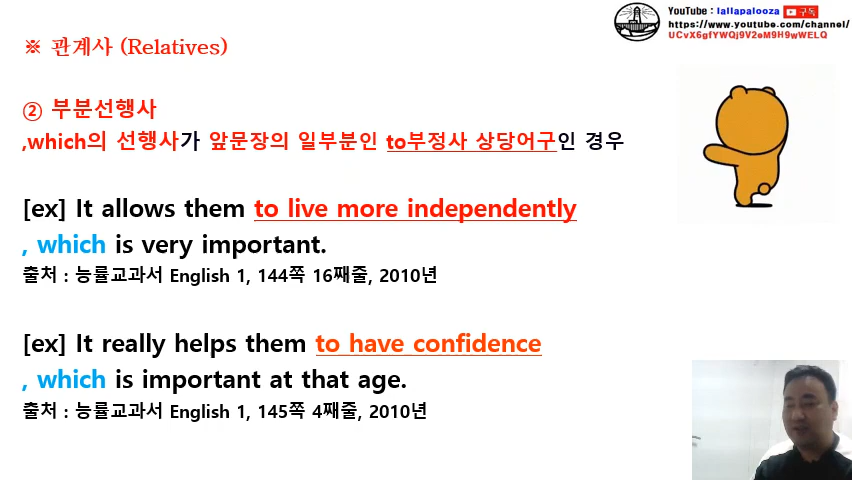 YouTube : lallapalooza 구독
https://www.youtube.com/channel/
UCvX6gfYWQj9V2eM9H9wWELQ
※ 관계사 (Relatives)
② 부분선행사
,which의 선행사가 앞문장의 일부분인 to부정사 상당어구인 경우
[ex] It allows them to live more independently
, which is very important.
출처 : 능률교과서 English 1, 144쪽 16째줄, 2010년
[ex] It really helps them to have confidence
, which is important at that age.
출처 : 능률교과서 English 1, 145쪽 4째줄, 2010년